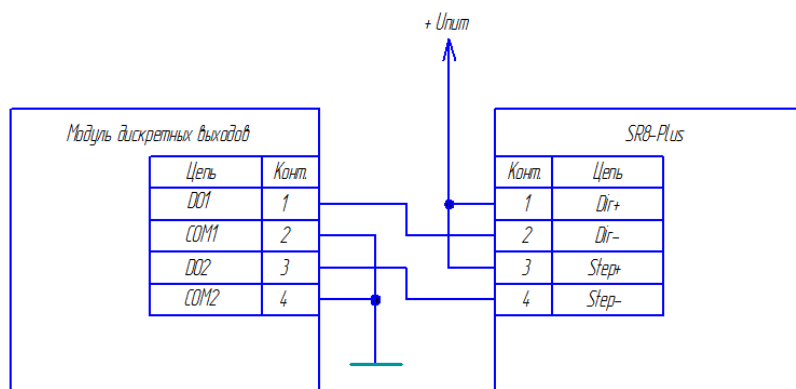 + Uпит
Модуль дискретных выходов
Цепь Конт.
DO1 1
COM1 2
DO2 3
COM2 4
SR8-Plus
Конт. Цепь
1 Dir+
2 Dir-
3 Step+
4 Step-